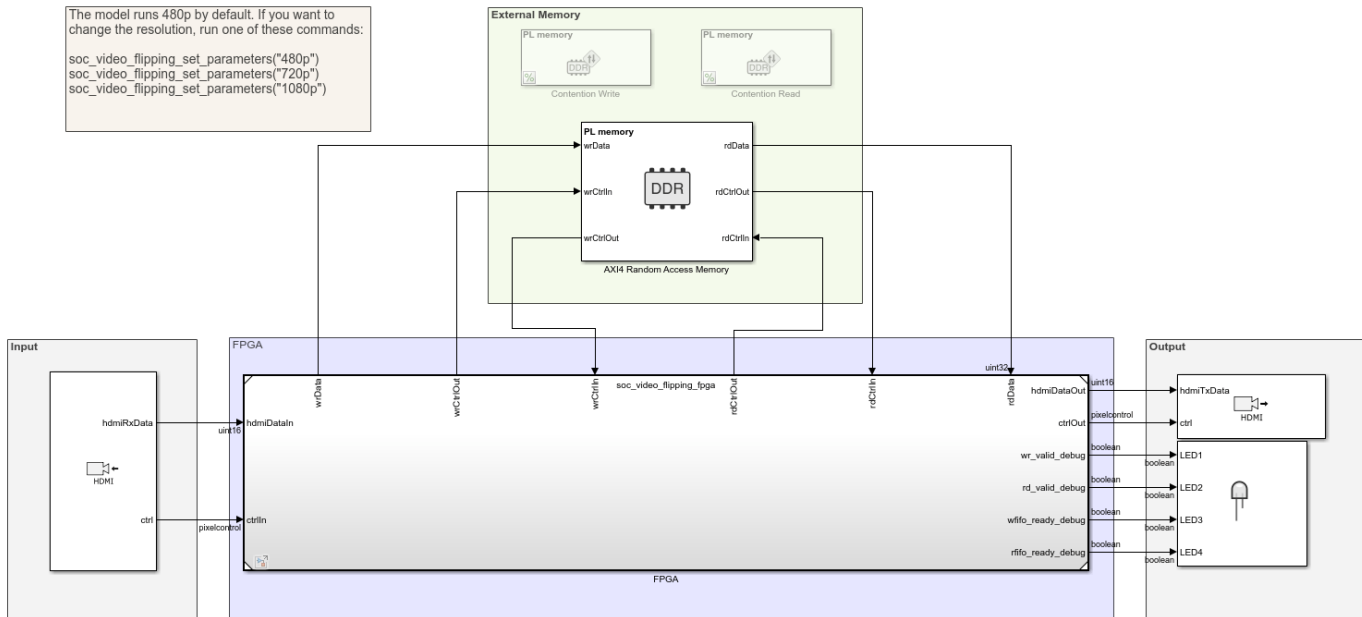 The model runs 480p by default. If you want to
change the resolution, run one of these commands:
soc_video_flipping_set_parameters("480p")
soc_video_flipping_set_parameters("720p")
soc_video_flipping_set_parameters("1080p")
External Memory
PL memory
DDR
Contention Write
PL memory
DDR
Contention Read
PL memory
wrData
rdData
DDR
wrCtrlIn
rdCtrlOut
wrCtrlOut
rdCtrlIn
AXI4 Random Access Memory
Input
hdmiRxData
HDMI
ctrl
uint16
pixelcontrol
FPGA
wrData
wrCtrlOut
wrCtrlIn
soc_video_flipping_fpga
rdCtrlOut
rdCtrlIn
uint32
rdData
hdmiDataIn
ctrlIn
hdmiDataOut
ctrlOut
wr_valid_debug
rd_valid_debug
wfifo_ready_debug
rfifo_ready_debug
FPGA
uint16
pixelcontrol
boolean
boolean
boolean
boolean
boolean
boolean
boolean
boolean
Output
hdmiTxData
HDMI
ctrl
LED1
LED2
LED3
LED4